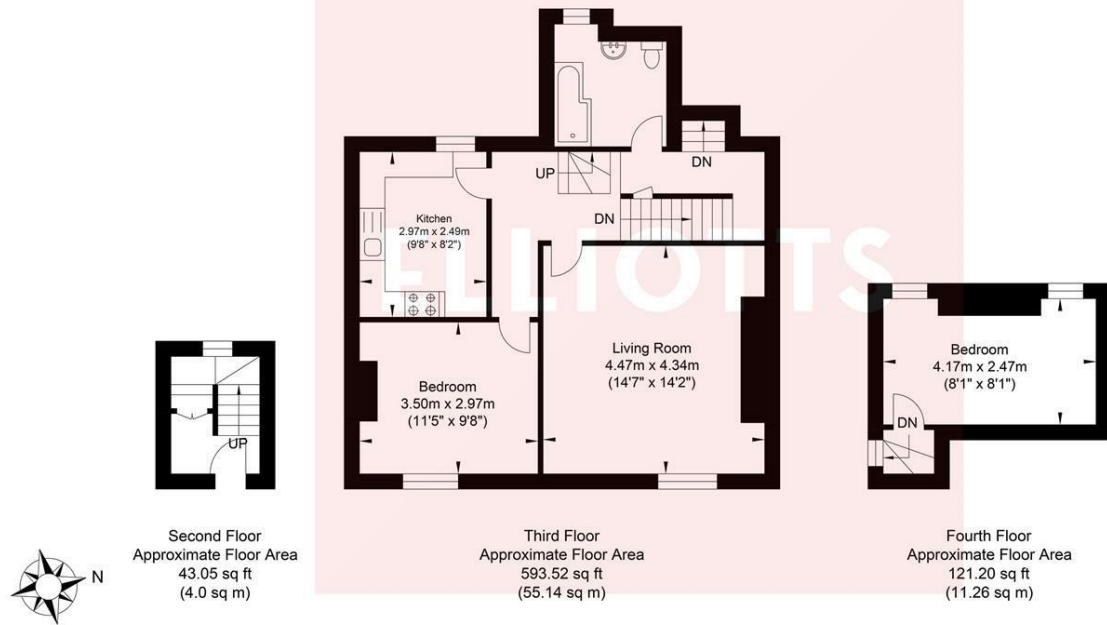 DN
UP
DN
Kitchen
2.97m x 2.49m
(9'8" x 8'2")
ELLIOTTS
Living Room
4.47m x 4.34m
(14'7" x 14'2")
Bedroom
3.50m x 2.97m
(11'5" x 9'8")
UP
Bedroom
4.17m x 2.47m
(8'1" x 8'1")
DN
Second Floor
Approximate Floor Area
43.05 sq ft
(4.0 sq m)
Third Floor
Approximate Floor Area
593.52 sq ft
(55.14 sq m)
Fourth Floor
Approximate Floor Area
121.20 sq ft
(11.26 sq m)
N